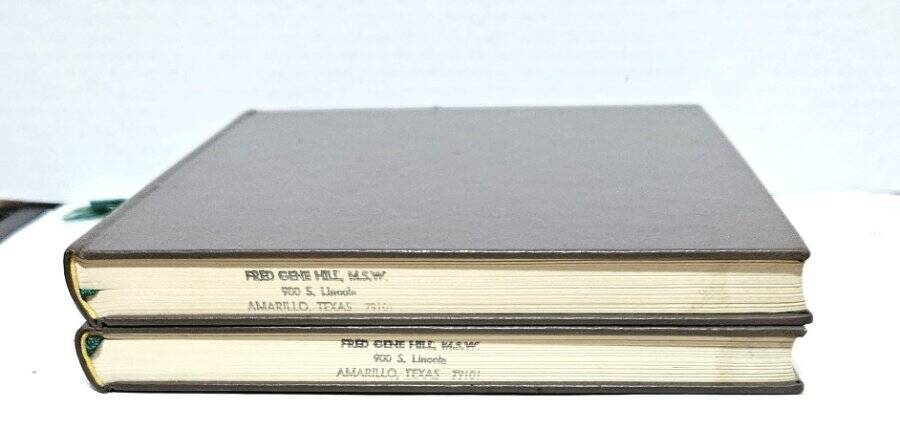 FRED GENE HILL, M.S.W.
900 S. Lincoln
AMARILLO, TEXAS 79101
FRED GENE HILL, M.S.W.
900 S. Lincoln
AMARILLO, TEXAS 79101